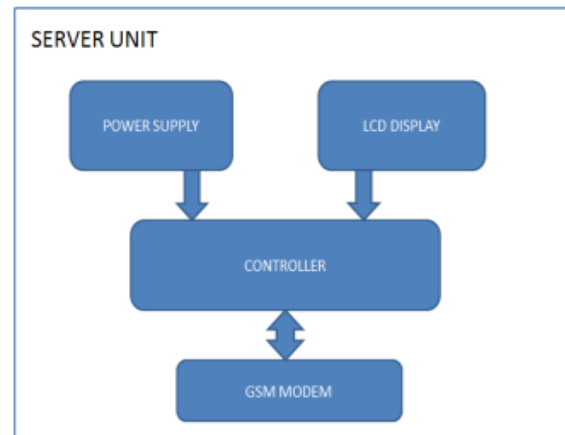 SERVER UNIT
POWER SUPPLY
LCD DISPLAY
CONTROLLER
GSM MODEM